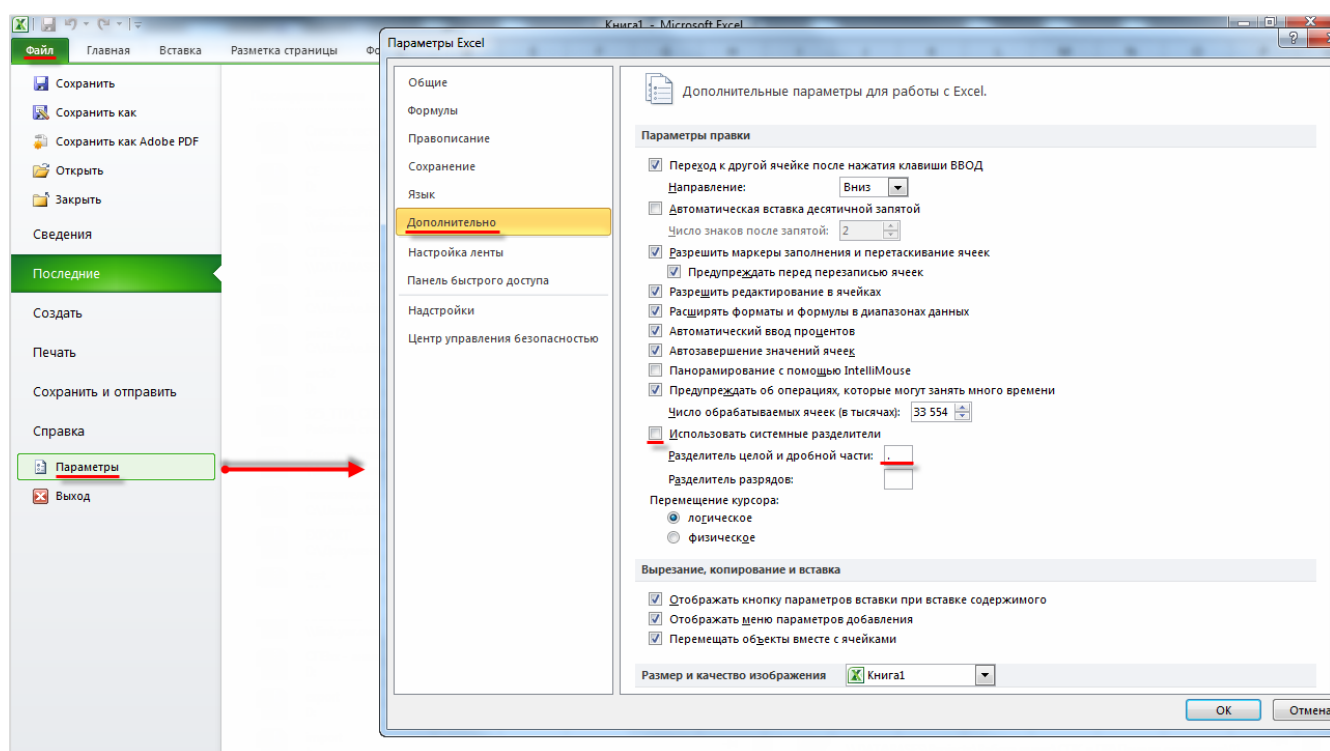 Книга1 - Microsoft Excel
Файл Главная Вставка Разметка страницы
Сохранить
Сохранить как
Сохранить как Adobe PDF
Открыть
Закрыть
Сведения
Последние
Создать
Печать
Сохранить и отправить
Справка
Параметры
Выход
Параметры Excel
Общие
Формулы
Правописание
Сохранение
Язык
Дополнительно
Настройка ленты
Панель быстрого доступа
Надстройки
Центр управления безопасностью
Дополнительные параметры для работы с Excel.
Параметры правки
Переход к другой ячейке после нажатия клавиши ВВОД
Направление: Вниз
Автоматическая вставка десятичной запятой
Число знаков после запятой: 2
Разрешить маркеры заполнения и перетаскивание ячеек
Предупреждать перед перезаписью ячеек
Разрешить редактирование в ячейках
Расширять форматы и формулы в диапазонах данных
Автоматический ввод процентов
Автозавершение значений ячеек
Панорамирование с помощью IntelliMouse
Предупреждать об операциях, которые могут занять много времени
Число обрабатываемых ячеек (в тысячах): 33 554
Использовать системные разделители
Разделитель целой и дробной части: .
Разделитель разрядов:
Перемещение курсора:
логическое
физическое
Вырезание, копирование и вставка
Отображать кнопку параметров вставки при вставке содержимого
Отображать меню параметров добавления
Перемещать объекты вместе с ячейками
Размер и качество изображения Книга1
ОК Отмена